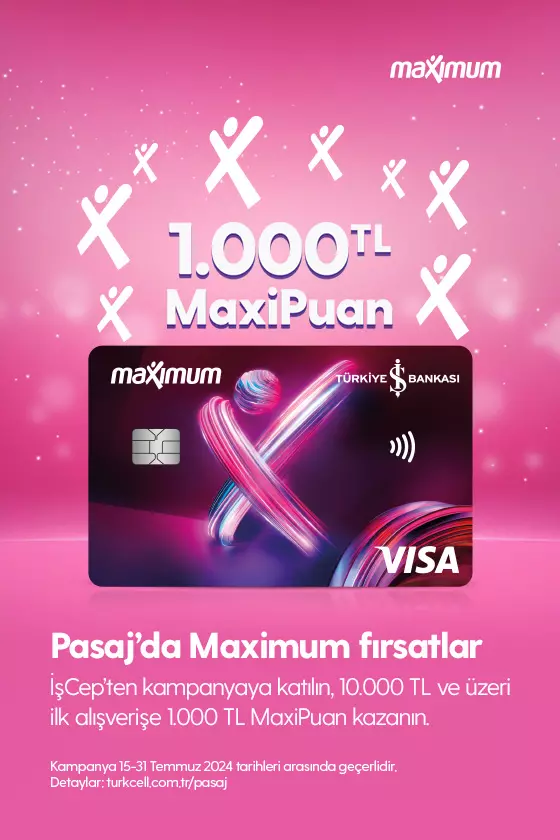 maximum
1.000 TL
MaxiPuan
maximum
TÜRKİYE İŞ BANKASI
VISA
Pasaj'da Maximum fırsatlar
İşCep'ten kampanyaya katılın, 10.000 TL ve üzeri
ilk alışverişe 1.000 TL MaxiPuan kazanın.
Kampanya 15-31 Temmuz 2024 tarihleri arasında geçerlidir.
Detaylar: turkcell.com.tr/pasaj